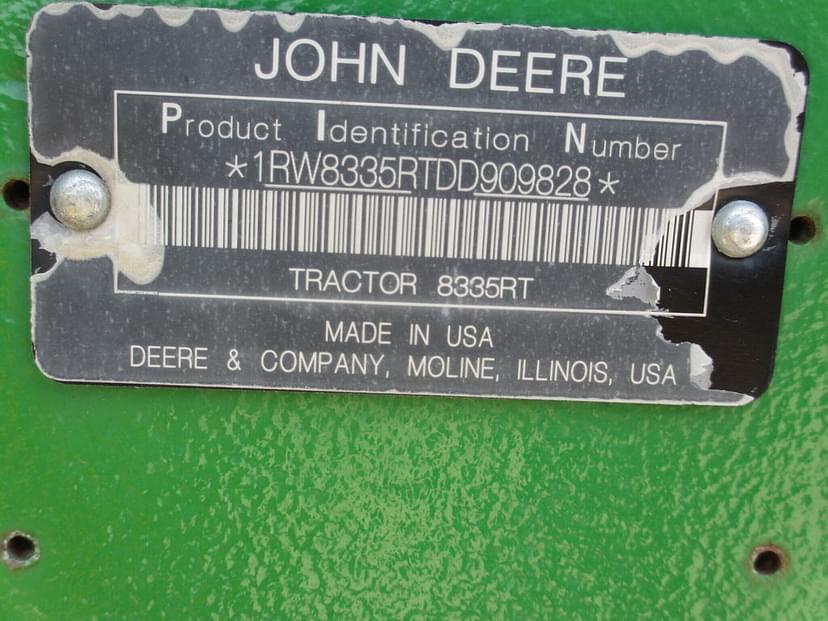 JOHN DEERE
Product Identification Number
*1RW8335RTDD909828*
TRACTOR 8335RT
MADE IN USA
DEERE & COMPANY, MOLINE, ILLINOIS, USA